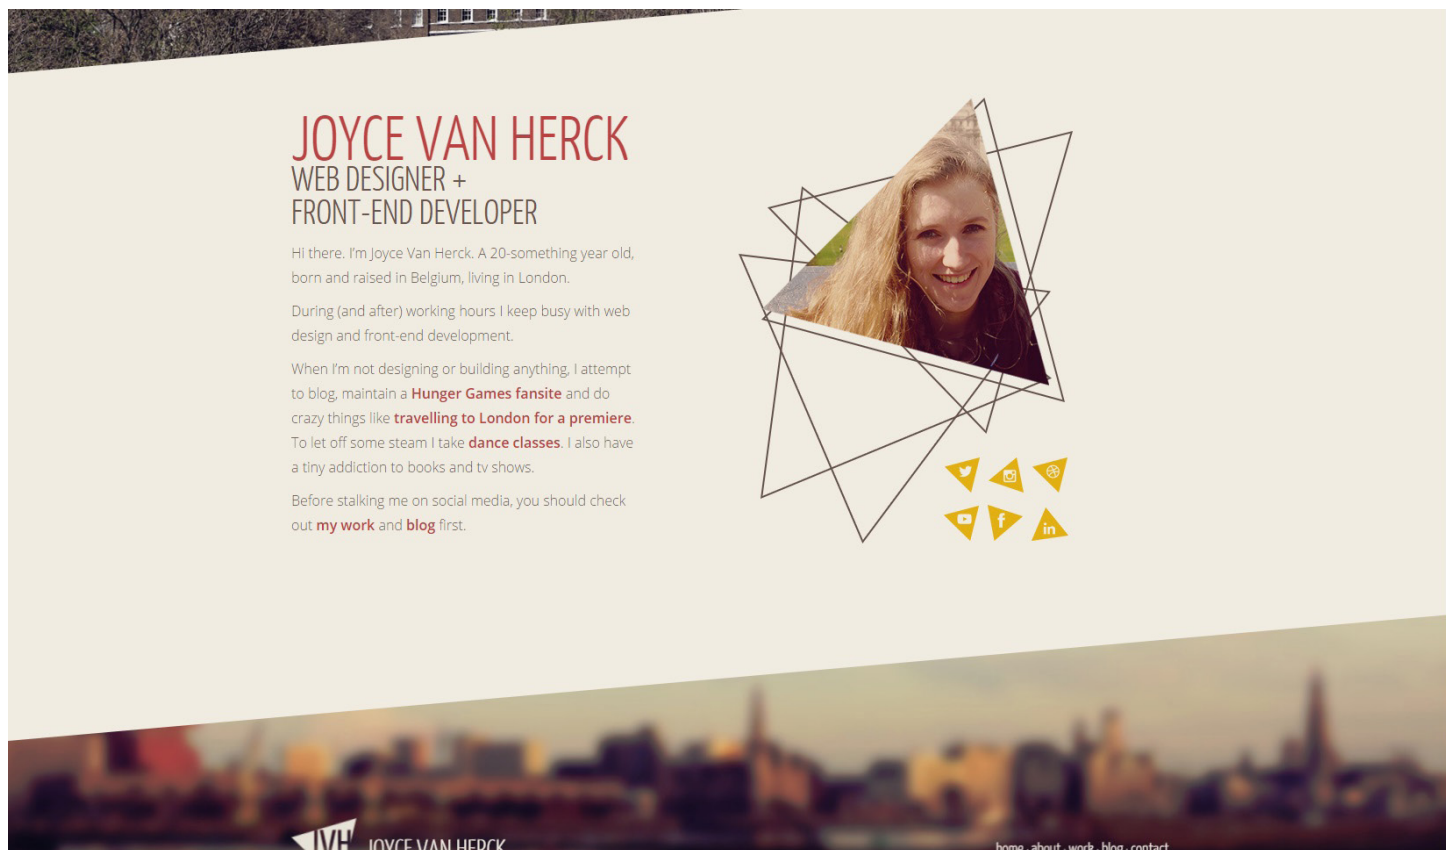 JOYCE VAN HERCK
WEB DESIGNER +
FRONT-END DEVELOPER
Hi there. I'm Joyce Van Herck. A 20-something year old,
born and raised in Belgium, living in London.
During (and after) working hours I keep busy with web
design and front-end development.
When I'm not designing or building anything, I attempt
to blog, maintain a Hunger Games fansite and do
crazy things like travelling to London for a premiere.
To let off some steam I take dance classes. I also have
a tiny addiction to books and tv shows.
Before stalking me on social media, you should check
out my work and blog first.
f
in
JVH JOYCE VAN HERCK
home . about . work . blog . contact